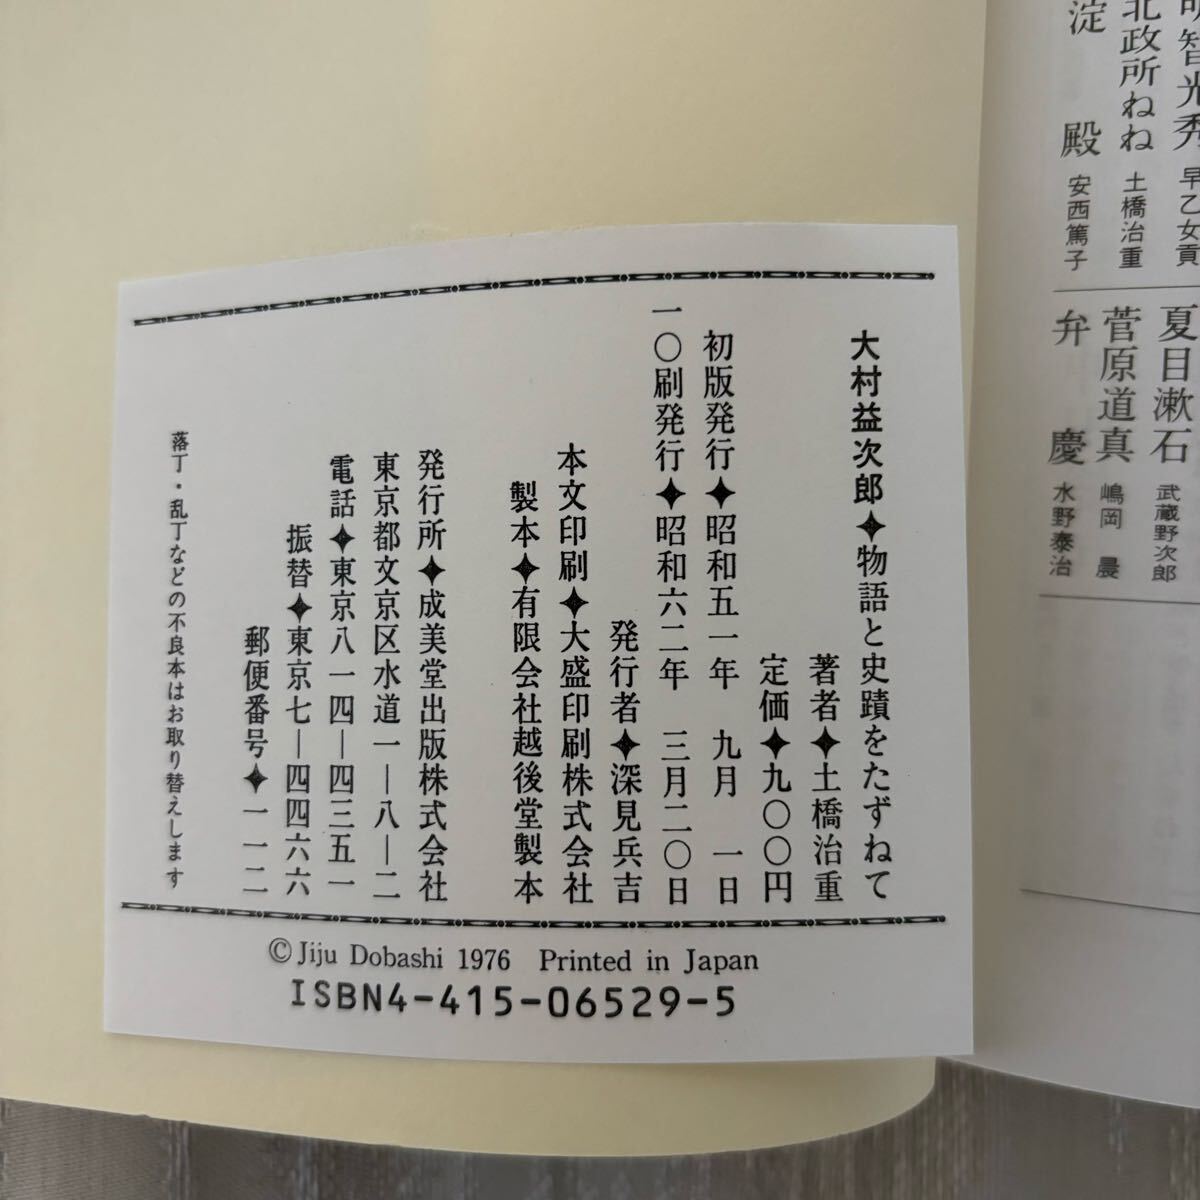 明智光秀 早乙女貢
北政所ねね 土橋治重
淀殿 安西篤子
夏目漱石 武蔵野次郎
菅原道真 嶋岡晨
弁慶 水野泰治
大村益次郎✦物語と史蹟をたずねて
著者✦土橋治重
定価✦九〇〇円
初版発行✦昭和五一年 九月 一日
一〇刷発行✦昭和六二年 三月二〇日
発行者✦深見兵吉
本文印刷✦大盛印刷株式会社
製本✦有限会社越後堂製本
発行所✦成美堂出版株式会社
東京都文京区水道一―八―二
電話✦東京八一四―四三五一
振替✦東京七―四四六六
郵便番号✦一一二
落丁・乱丁などの不良本はお取り替えします
©Jiju Dobashi 1976 Printed in Japan
ISBN4-415-06529-5